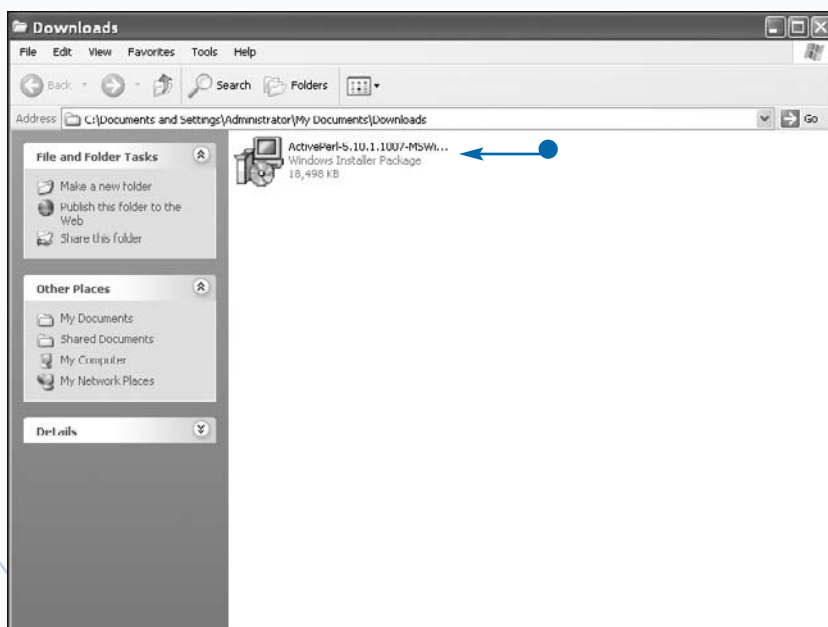 Downloads
File Edit View Favorites Tools Help
Back Search Folders
Address C:\Documents and Settings\Administrator\My Documents\Downloads Go
File and Folder Tasks
Make a new folder
Publish this folder to the
Web
Share this folder
ActivePerl-5.10.1.1007-MSWi...
Windows Installer Package
18,498 KB
Other Places
My Documents
Shared Documents
My Computer
My Network Places
Details